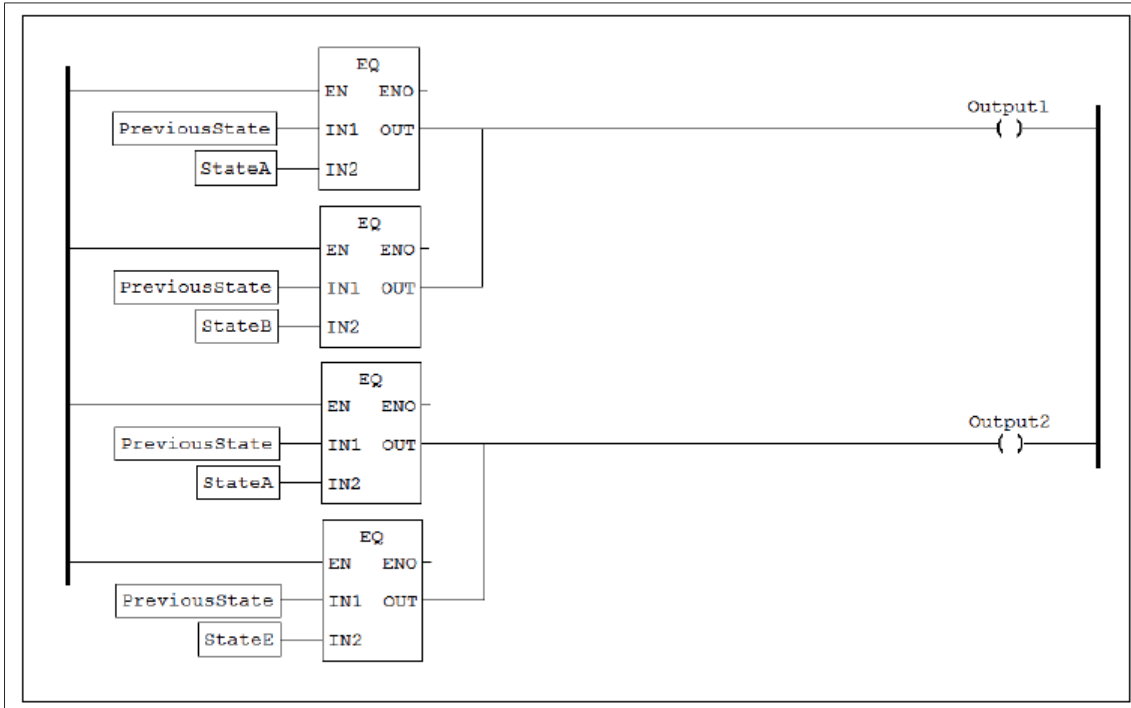 EQ
EN ENO
Output1
PreviousState IN1 OUT
( )
StateA IN2
EQ
EN ENO
PreviousState IN1 OUT
StateB IN2
EQ
EN ENO
Output2
PreviousState IN1 OUT
( )
StateA IN2
EQ
EN ENO
PreviousState IN1 OUT
StateE IN2